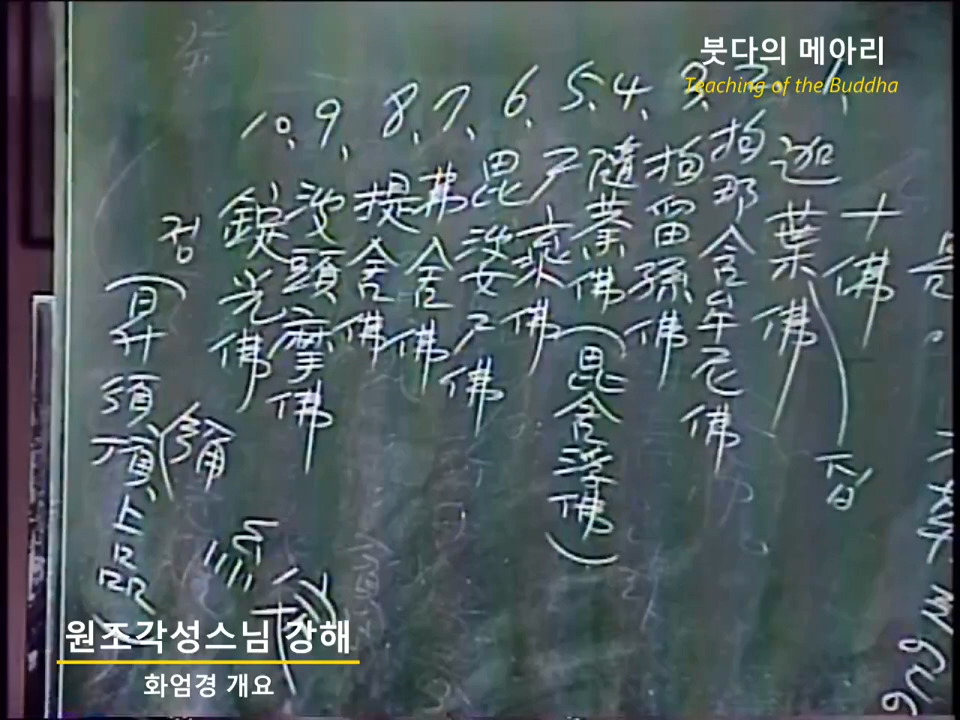 붓다의 메아리
Teaching of the Buddha
十佛
1. 迦葉佛
2. 拘那含牟尼佛
3. 拘留孫佛
4. 隨葉佛(毘舍浮佛)
5. 尸棄佛
6. 毘婆尸佛
7. 弗舍佛
8. 提舍佛
9. 波頭摩佛
10. 錠光佛
정
(昇須頂上品)
彌
원조각성스님 강해
화엄경 개요